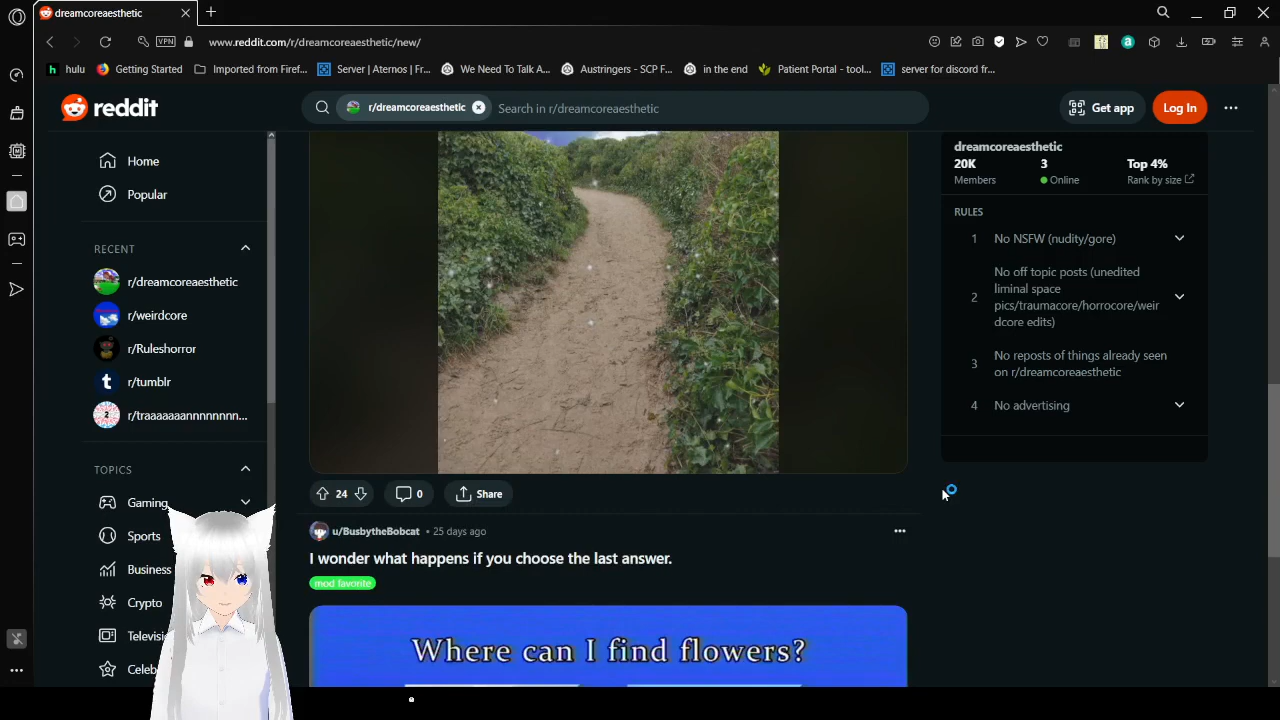 dreamcoreaesthetic
VPN
www.reddit.com/r/dreamcoreaesthetic/new/
h hulu
Getting Started
Imported from Firef...
Server | Aternos | Fr...
We Need To Talk A...
Austringers - SCP F...
in the end
Patient Portal - tool...
server for discord fr...
reddit
r/dreamcoreaesthetic
Search in r/dreamcoreaesthetic
Get app
Log In
Home
Popular
RECENT
r/dreamcoreaesthetic
r/weirdcore
r/Ruleshorror
r/tumblr
r/traaaaaaannnnnnnn...
TOPICS
Gaming
Sports
Business
Crypto
Televisi
Celeb
24
0
Share
u/BusbytheBobcat • 25 days ago
I wonder what happens if you choose the last answer.
mod favorite
Where can I find flowers?
dreamcoreaesthetic
20K
Members
3
Online
Top 4%
Rank by size
RULES
1 No NSFW (nudity/gore)
2 No off topic posts (unedited
liminal space
pics/traumacore/horrocore/weir
dcore edits)
3 No reposts of things already seen
on r/dreamcoreaesthetic
4 No advertising